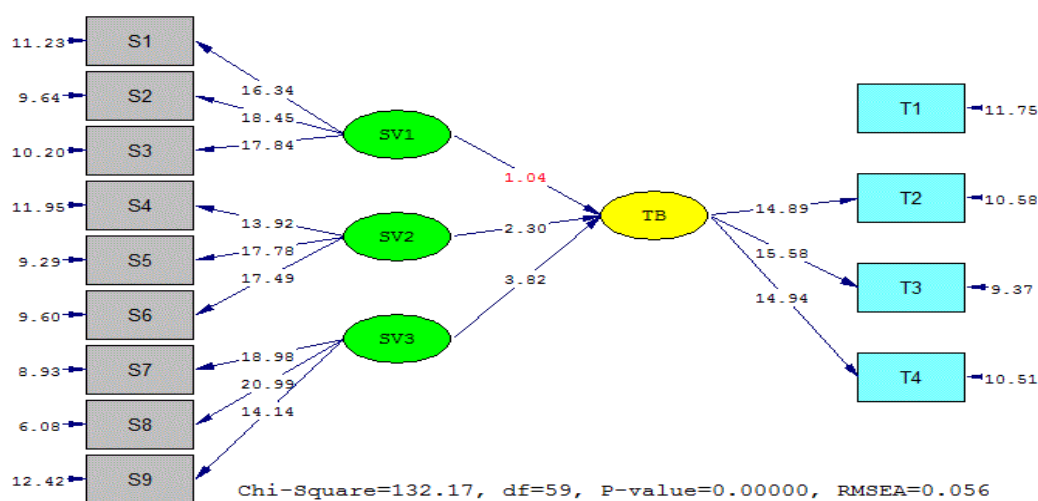 11.23 S1
9.64 S2
10.20 S3
11.95 S4
9.29 S5
9.60 S6
8.93 S7
6.08 S8
12.42 S9
16.34
18.45
17.84
13.92
17.78
17.49
18.98
20.99
14.14
SV1
SV2
SV3
1.04
2.30
3.82
TB
14.89
15.58
14.94
T1 11.75
T2 10.58
T3 9.37
T4 10.51
Chi-Square=132.17, df=59, P-value=0.00000, RMSEA=0.056